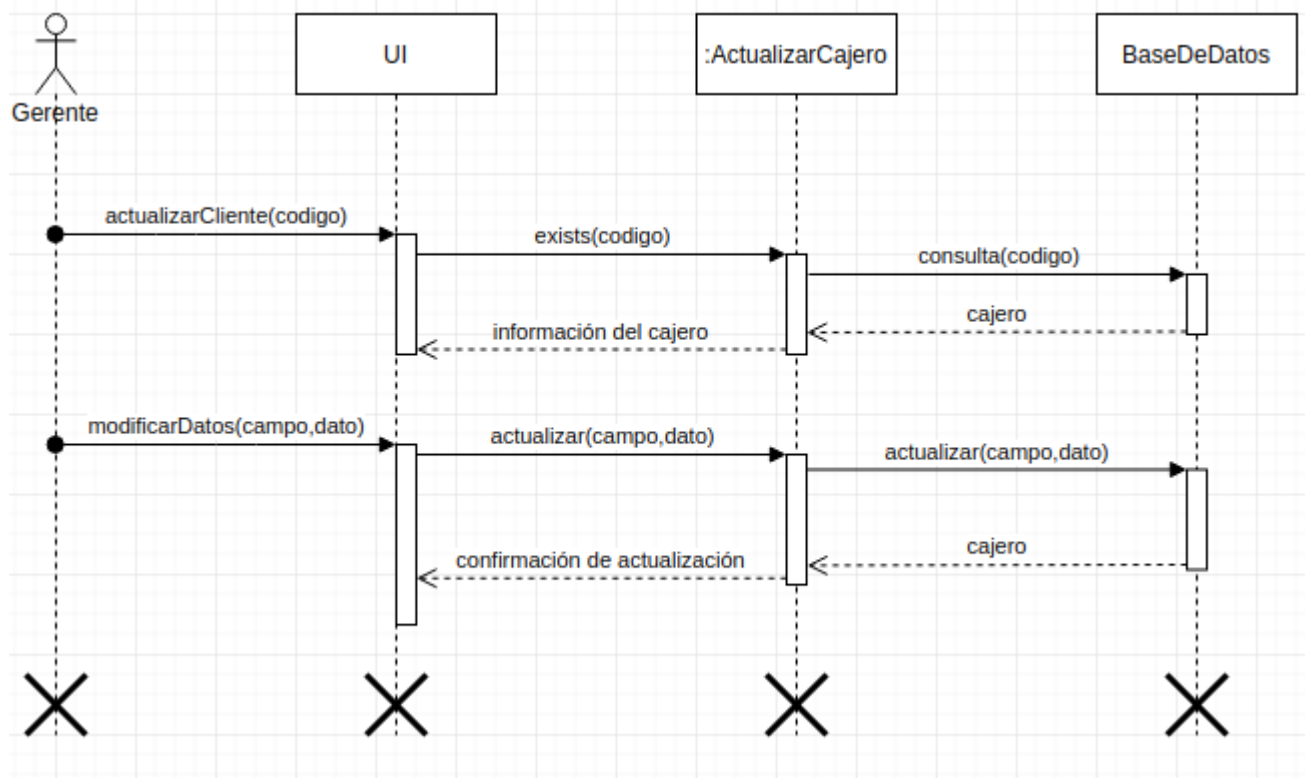 UI
:ActualizarCajero
BaseDeDatos
Gerente
actualizarCliente(codigo)
exists(codigo)
consulta(codigo)
cajero
información del cajero
modificarDatos(campo,dato)
actualizar(campo,dato)
actualizar(campo,dato)
cajero
confirmación de actualización